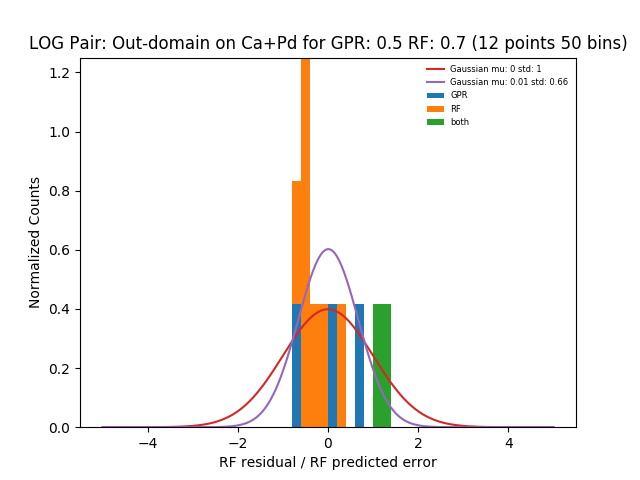 LOG Pair: Out-domain on Ca+Pd for GPR: 0.5 RF: 0.7 (12 points 50 bins)
Gaussian mu: 0 std: 1
Gaussian mu: 0.01 std: 0.66
GPR
RF
both
Normalized Counts
1.2
1.0
0.8
0.6
0.4
0.2
0.0
−4 −2 0 2 4
RF residual / RF predicted error